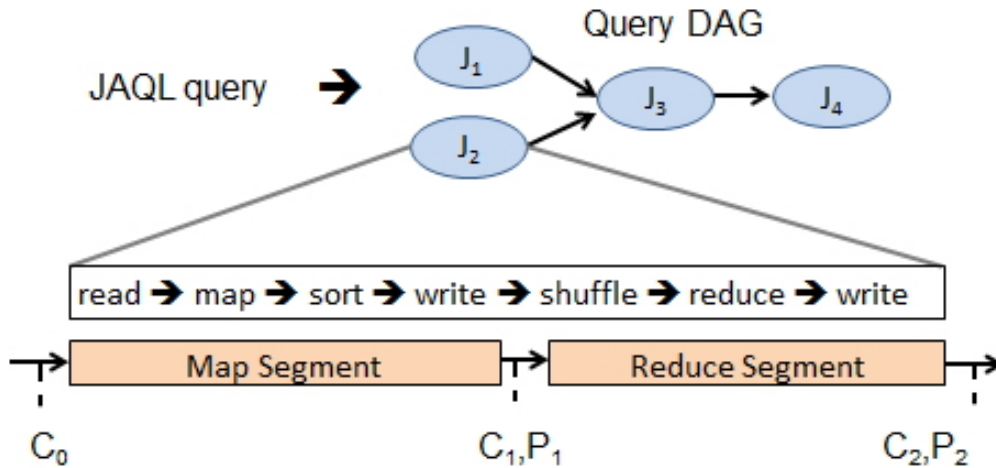 Query DAG
JAQL query ➔ J₁ J₃ J₄
J₂
read ➔ map ➔ sort ➔ write ➔ shuffle ➔ reduce ➔ write
Map Segment Reduce Segment
C₀ C₁,P₁ C₂,P₂